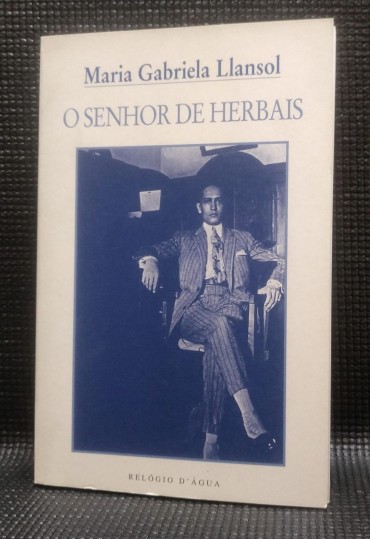 Maria Gabriela Llansol
O SENHOR DE HERBAIS
RELÓGIO D'ÁGUA